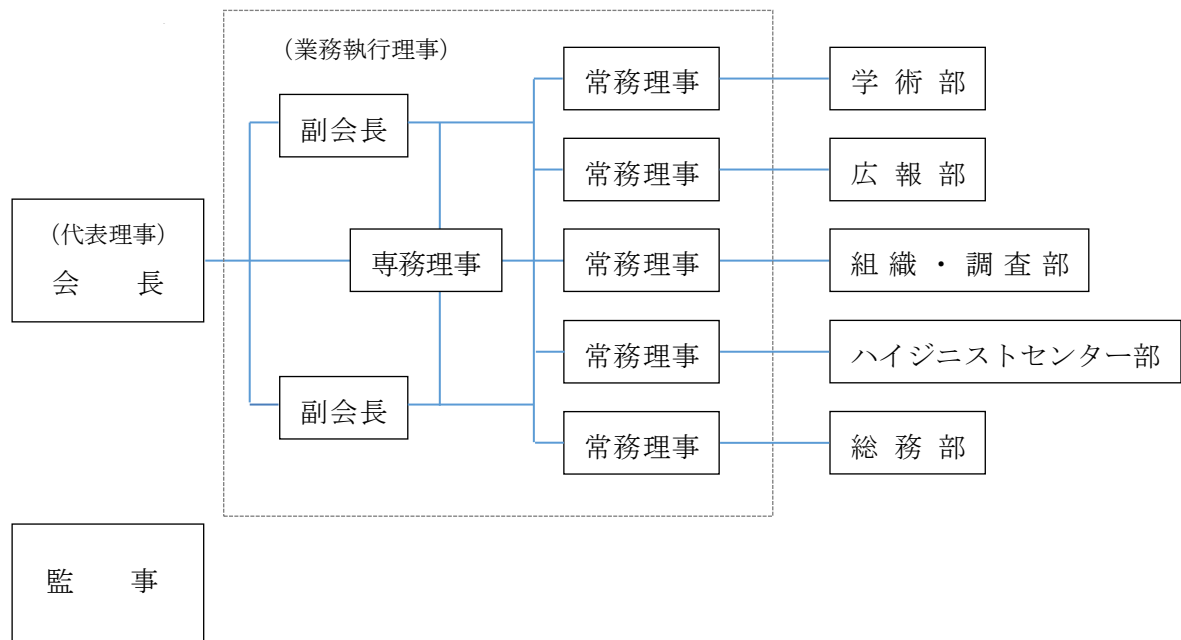 (業務執行理事)
常務理事
学術部
副会長
常務理事
広報部
(代表理事)
会長
専務理事
常務理事
組織・調査部
常務理事
ハイジニストセンター部
副会長
常務理事
総務部
監事